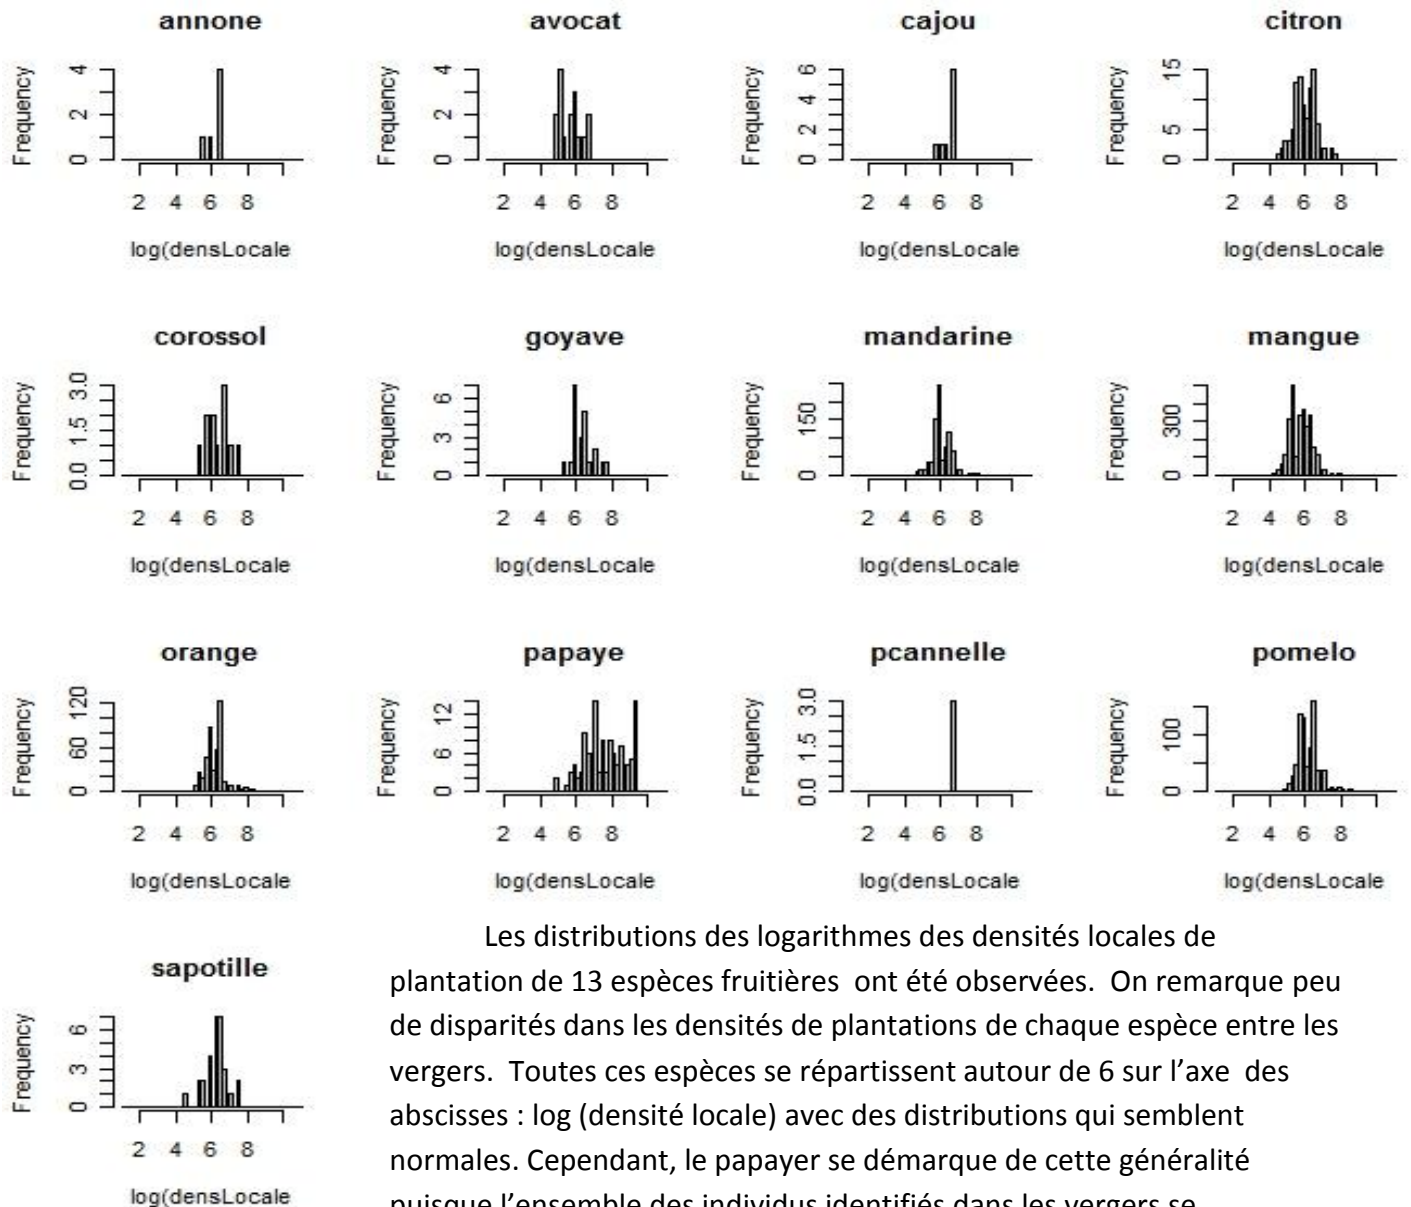 annone
Frequency
0 2 4
2 4 6 8
log(densLocale
avocat
Frequency
0 2 4
2 4 6 8
log(densLocale
cajou
Frequency
0 2 4 6
2 4 6 8
log(densLocale
citron
Frequency
0 5 15
2 4 6 8
log(densLocale
corossol
Frequency
0.0 1.5 3.0
2 4 6 8
log(densLocale
goyave
Frequency
0 3 6
2 4 6 8
log(densLocale
mandarine
Frequency
0 150
2 4 6 8
log(densLocale
mangue
Frequency
0 300
2 4 6 8
log(densLocale
orange
Frequency
0 60 120
2 4 6 8
log(densLocale
papaye
Frequency
0 6 12
2 4 6 8
log(densLocale
pcannelle
Frequency
0.0 1.5 3.0
2 4 6 8
log(densLocale
pomelo
Frequency
0 100
2 4 6 8
log(densLocale
sapotille
Frequency
0 3 6
2 4 6 8
log(densLocale
Les distributions des logarithmes des densités locales de
plantation de 13 espèces fruitières ont été observées. On remarque peu
de disparités dans les densités de plantations de chaque espèce entre les
vergers. Toutes ces espèces se répartissent autour de 6 sur l’axe des
abscisses : log (densité locale) avec des distributions qui semblent
normales. Cependant, le papayer se démarque de cette généralité
puisque l’ensemble des individus identifiés dans les vergers se